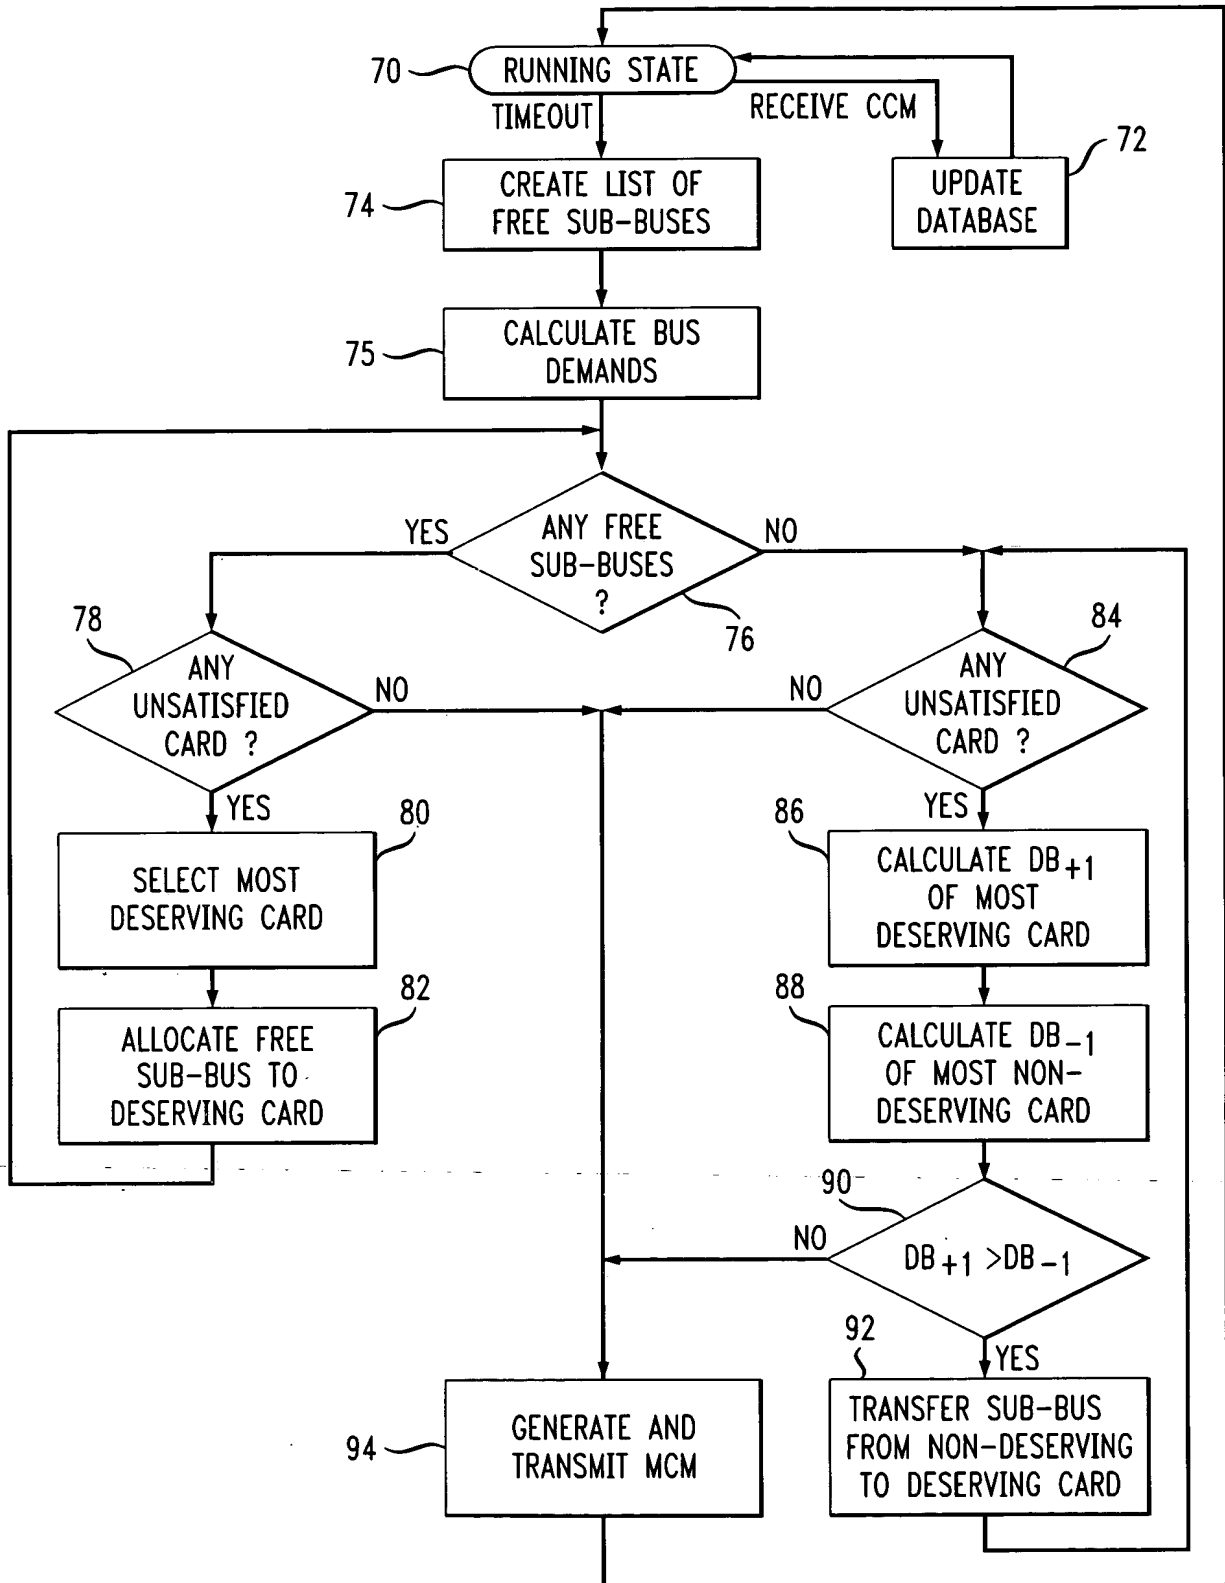 70
RUNNING STATE
TIMEOUT
RECEIVE CCM
72
UPDATE
DATABASE
74
CREATE LIST OF
FREE SUB-BUSES
75
CALCULATE BUS
DEMANDS
YES
ANY FREE
SUB-BUSES
?
NO
76
78
ANY
UNSATISFIED
CARD ?
NO
YES
84
ANY
UNSATISFIED
CARD ?
NO
YES
80
SELECT MOST
DESERVING CARD
82
ALLOCATE FREE
SUB-BUS TO
DESERVING CARD
86
CALCULATE DB+1
OF MOST
DESERVING CARD
88
CALCULATE DB-1
OF MOST NON-
DESERVING CARD
90
NO
DB+1 >DB-1
YES
92
TRANSFER SUB-BUS
FROM NON-DESERVING
TO DESERVING CARD
94
GENERATE AND
TRANSMIT MCM